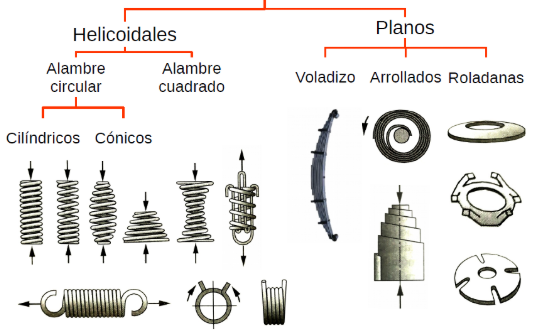 Helicoidales
Planos
Alambre
circular
Alambre
cuadrado
Voladizo
Arrollados
Roladanas
Cilíndricos
Cónicos